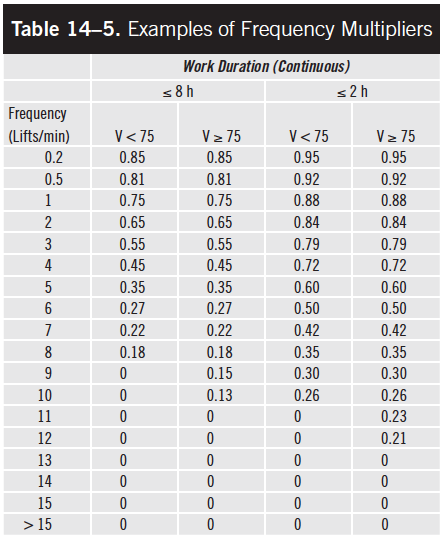 Table 14–5. Examples of Frequency Multipliers
Work Duration (Continuous)
≤ 8 h ≤ 2 h
Frequency
(Lifts/min) V < 75 V ≥ 75 V < 75 V ≥ 75
0.2 0.85 0.85 0.95 0.95
0.5 0.81 0.81 0.92 0.92
1 0.75 0.75 0.88 0.88
2 0.65 0.65 0.84 0.84
3 0.55 0.55 0.79 0.79
4 0.45 0.45 0.72 0.72
5 0.35 0.35 0.60 0.60
6 0.27 0.27 0.50 0.50
7 0.22 0.22 0.42 0.42
8 0.18 0.18 0.35 0.35
9 0 0.15 0.30 0.30
10 0 0.13 0.26 0.26
11 0 0 0 0.23
12 0 0 0 0.21
13 0 0 0 0
14 0 0 0 0
15 0 0 0 0
> 15 0 0 0 0